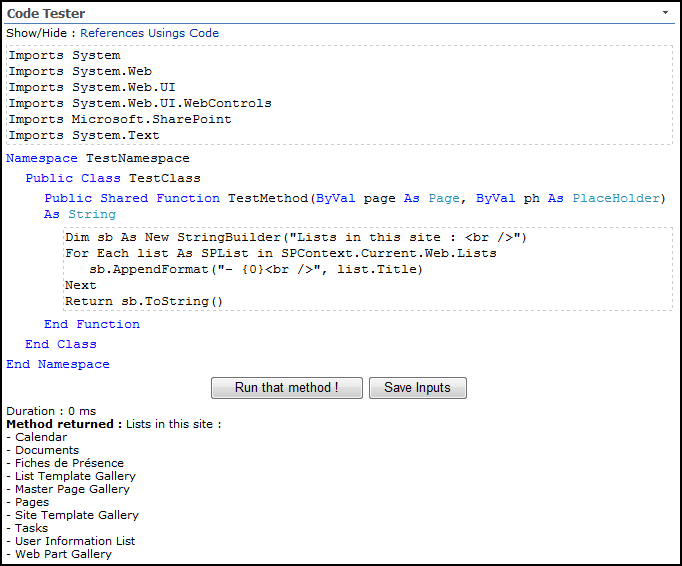 Code Tester
Show/Hide : References Usings Code
Imports System
Imports System.Web
Imports System.Web.UI
Imports System.Web.UI.WebControls
Imports Microsoft.SharePoint
Imports System.Text
Namespace TestNamespace
Public Class TestClass
Public Shared Function TestMethod(ByVal page As Page, ByVal ph As PlaceHolder)
As String
Dim sb As New StringBuilder("Lists in this site : <br />")
For Each list As SPList in SPContext.Current.Web.Lists
sb.AppendFormat("- {0}<br />", list.Title)
Next
Return sb.ToString()
End Function
End Class
End Namespace
Run that method ! Save Inputs
Duration : 0 ms
Method returned : Lists in this site :
- Calendar
- Documents
- Fiches de Présence
- List Template Gallery
- Master Page Gallery
- Pages
- Site Template Gallery
- Tasks
- User Information List
- Web Part Gallery